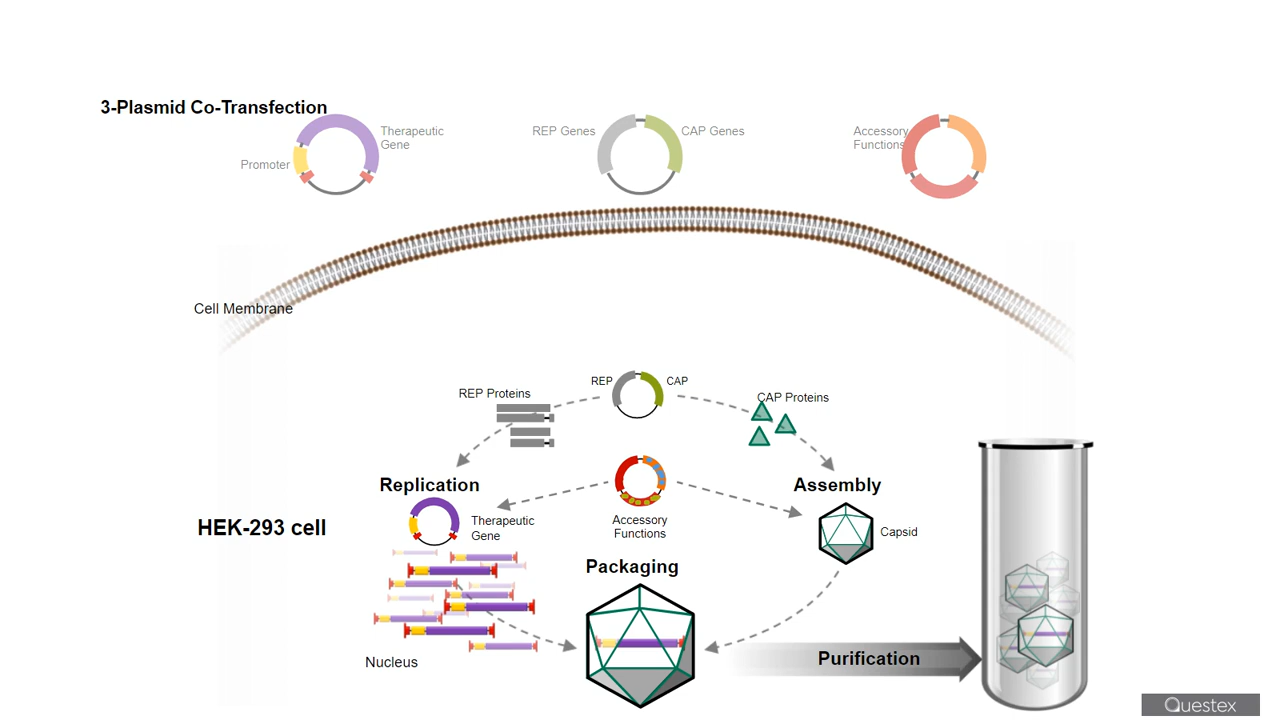 3-Plasmid Co-Transfection
Therapeutic
Gene
Promoter
REP Genes
CAP Genes
Accessory
Functions
Cell Membrane
REP Proteins
REP
CAP
CAP Proteins
Replication
Therapeutic
Gene
Accessory
Functions
Assembly
Capsid
HEK-293 cell
Packaging
Nucleus
Purification
Questex